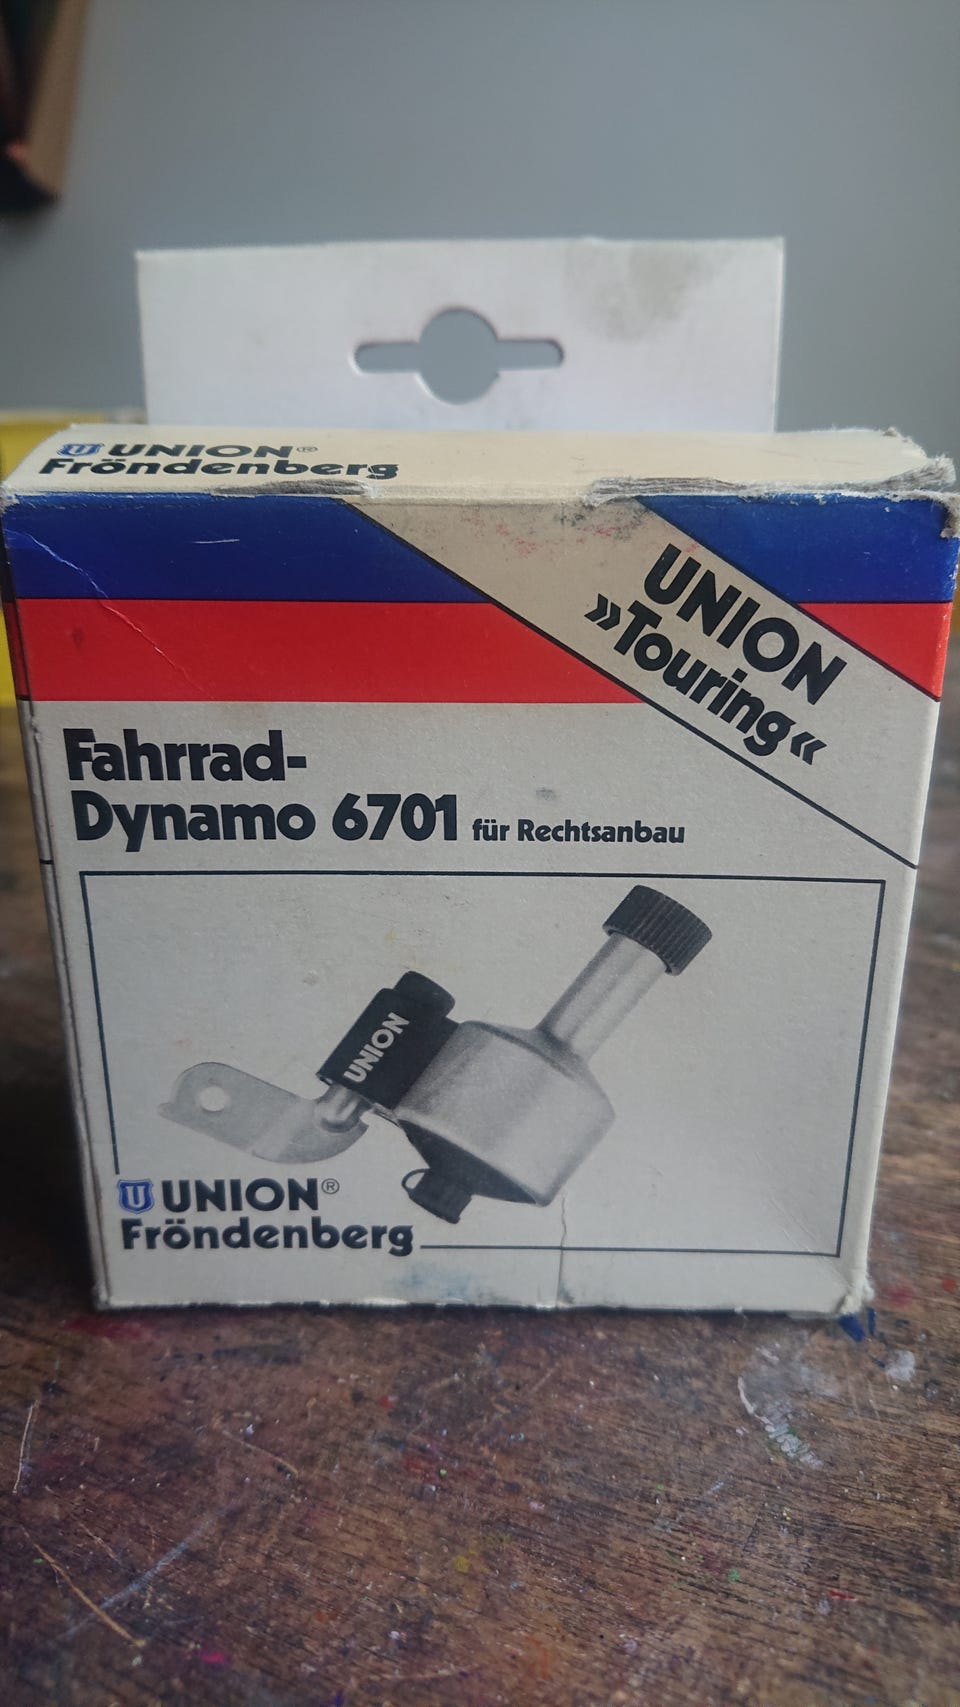 U UNION®
Fröndenberg
UNION
»Touring«
Fahrrad-
Dynamo 6701 für Rechtsanbau
UNION
U UNION®
Fröndenberg